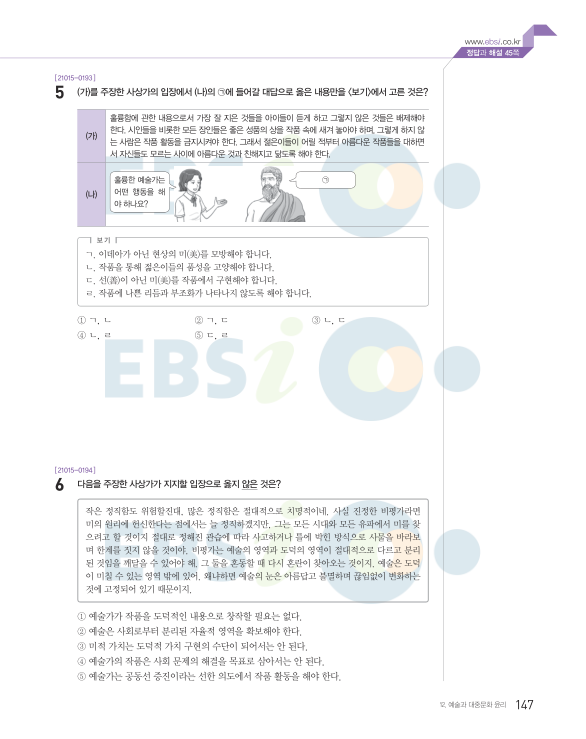 www.ebsi.co.kr
정답과 해설 45쪽
[21015-0193]
5 (가)를 주장한 사상가의 입장에서 (나)의 ㉠에 들어갈 대답으로 옳은 내용만을 <보기>에서 고른 것은?
(가)
훌륭함에 관한 내용으로서 가장 잘 지은 것들을 아이들이 듣게 하고 그렇지 않은 것들은 배제해야
한다. 시인들을 비롯한 모든 장인들은 좋은 성품의 상을 작품 속에 새겨 놓아야 하며, 그렇게 하지 않
는 사람은 작품 활동을 금지시켜야 한다. 그래서 젊은이들이 어릴 적부터 아름다운 작품들을 대하면
서 자신들도 모르는 사이에 아름다운 것과 친해지고 닮도록 해야 한다.
(나)
훌륭한 예술가는
어떤 행동을 해
야 하나요?
㉠
보기
ㄱ. 이데아가 아닌 현상의 미(美)를 모방해야 합니다.
ㄴ. 작품을 통해 젊은이들의 품성을 고양해야 합니다.
ㄷ. 선(善)이 아닌 미(美)를 작품에서 구현해야 합니다.
ㄹ. 작품에 나쁜 리듬과 부조화가 나타나지 않도록 해야 합니다.
① ㄱ, ㄴ ② ㄱ, ㄷ ③ ㄴ, ㄷ
④ ㄴ, ㄹ ⑤ ㄷ, ㄹ
EBSi
[21015-0194]
6 다음을 주장한 사상가가 지지할 입장으로 옳지 않은 것은?
작은 정직함도 위험할진대, 많은 정직함은 절대적으로 치명적이네. 사실 진정한 비평가라면
미의 원리에 헌신한다는 점에서는 늘 정직하겠지만, 그는 모든 시대와 모든 유파에서 미를 찾
으려고 할 것이지 절대로 정해진 관습에 따라 사고하거나 틀에 박힌 방식으로 사물을 바라보
며 한계를 짓지 않을 것이야. 비평가는 예술의 영역과 도덕의 영역이 절대적으로 다르고 분리
된 것임을 깨달을 수 있어야 해. 그 둘을 혼동할 때 다시 혼란이 찾아오는 것이지. 예술은 도덕
이 미칠 수 있는 영역 밖에 있어. 왜냐하면 예술의 눈은 아름답고 불멸하며 끊임없이 변화하는
것에 고정되어 있기 때문이지.
① 예술가가 작품을 도덕적인 내용으로 창작할 필요는 없다.
② 예술은 사회로부터 분리된 자율적 영역을 확보해야 한다.
③ 미적 가치는 도덕적 가치 구현의 수단이 되어서는 안 된다.
④ 예술가의 작품은 사회 문제의 해결을 목표로 삼아서는 안 된다.
⑤ 예술가는 공동선 증진이라는 선한 의도에서 작품 활동을 해야 한다.
Ⅴ. 예술과 대중문화 윤리 147